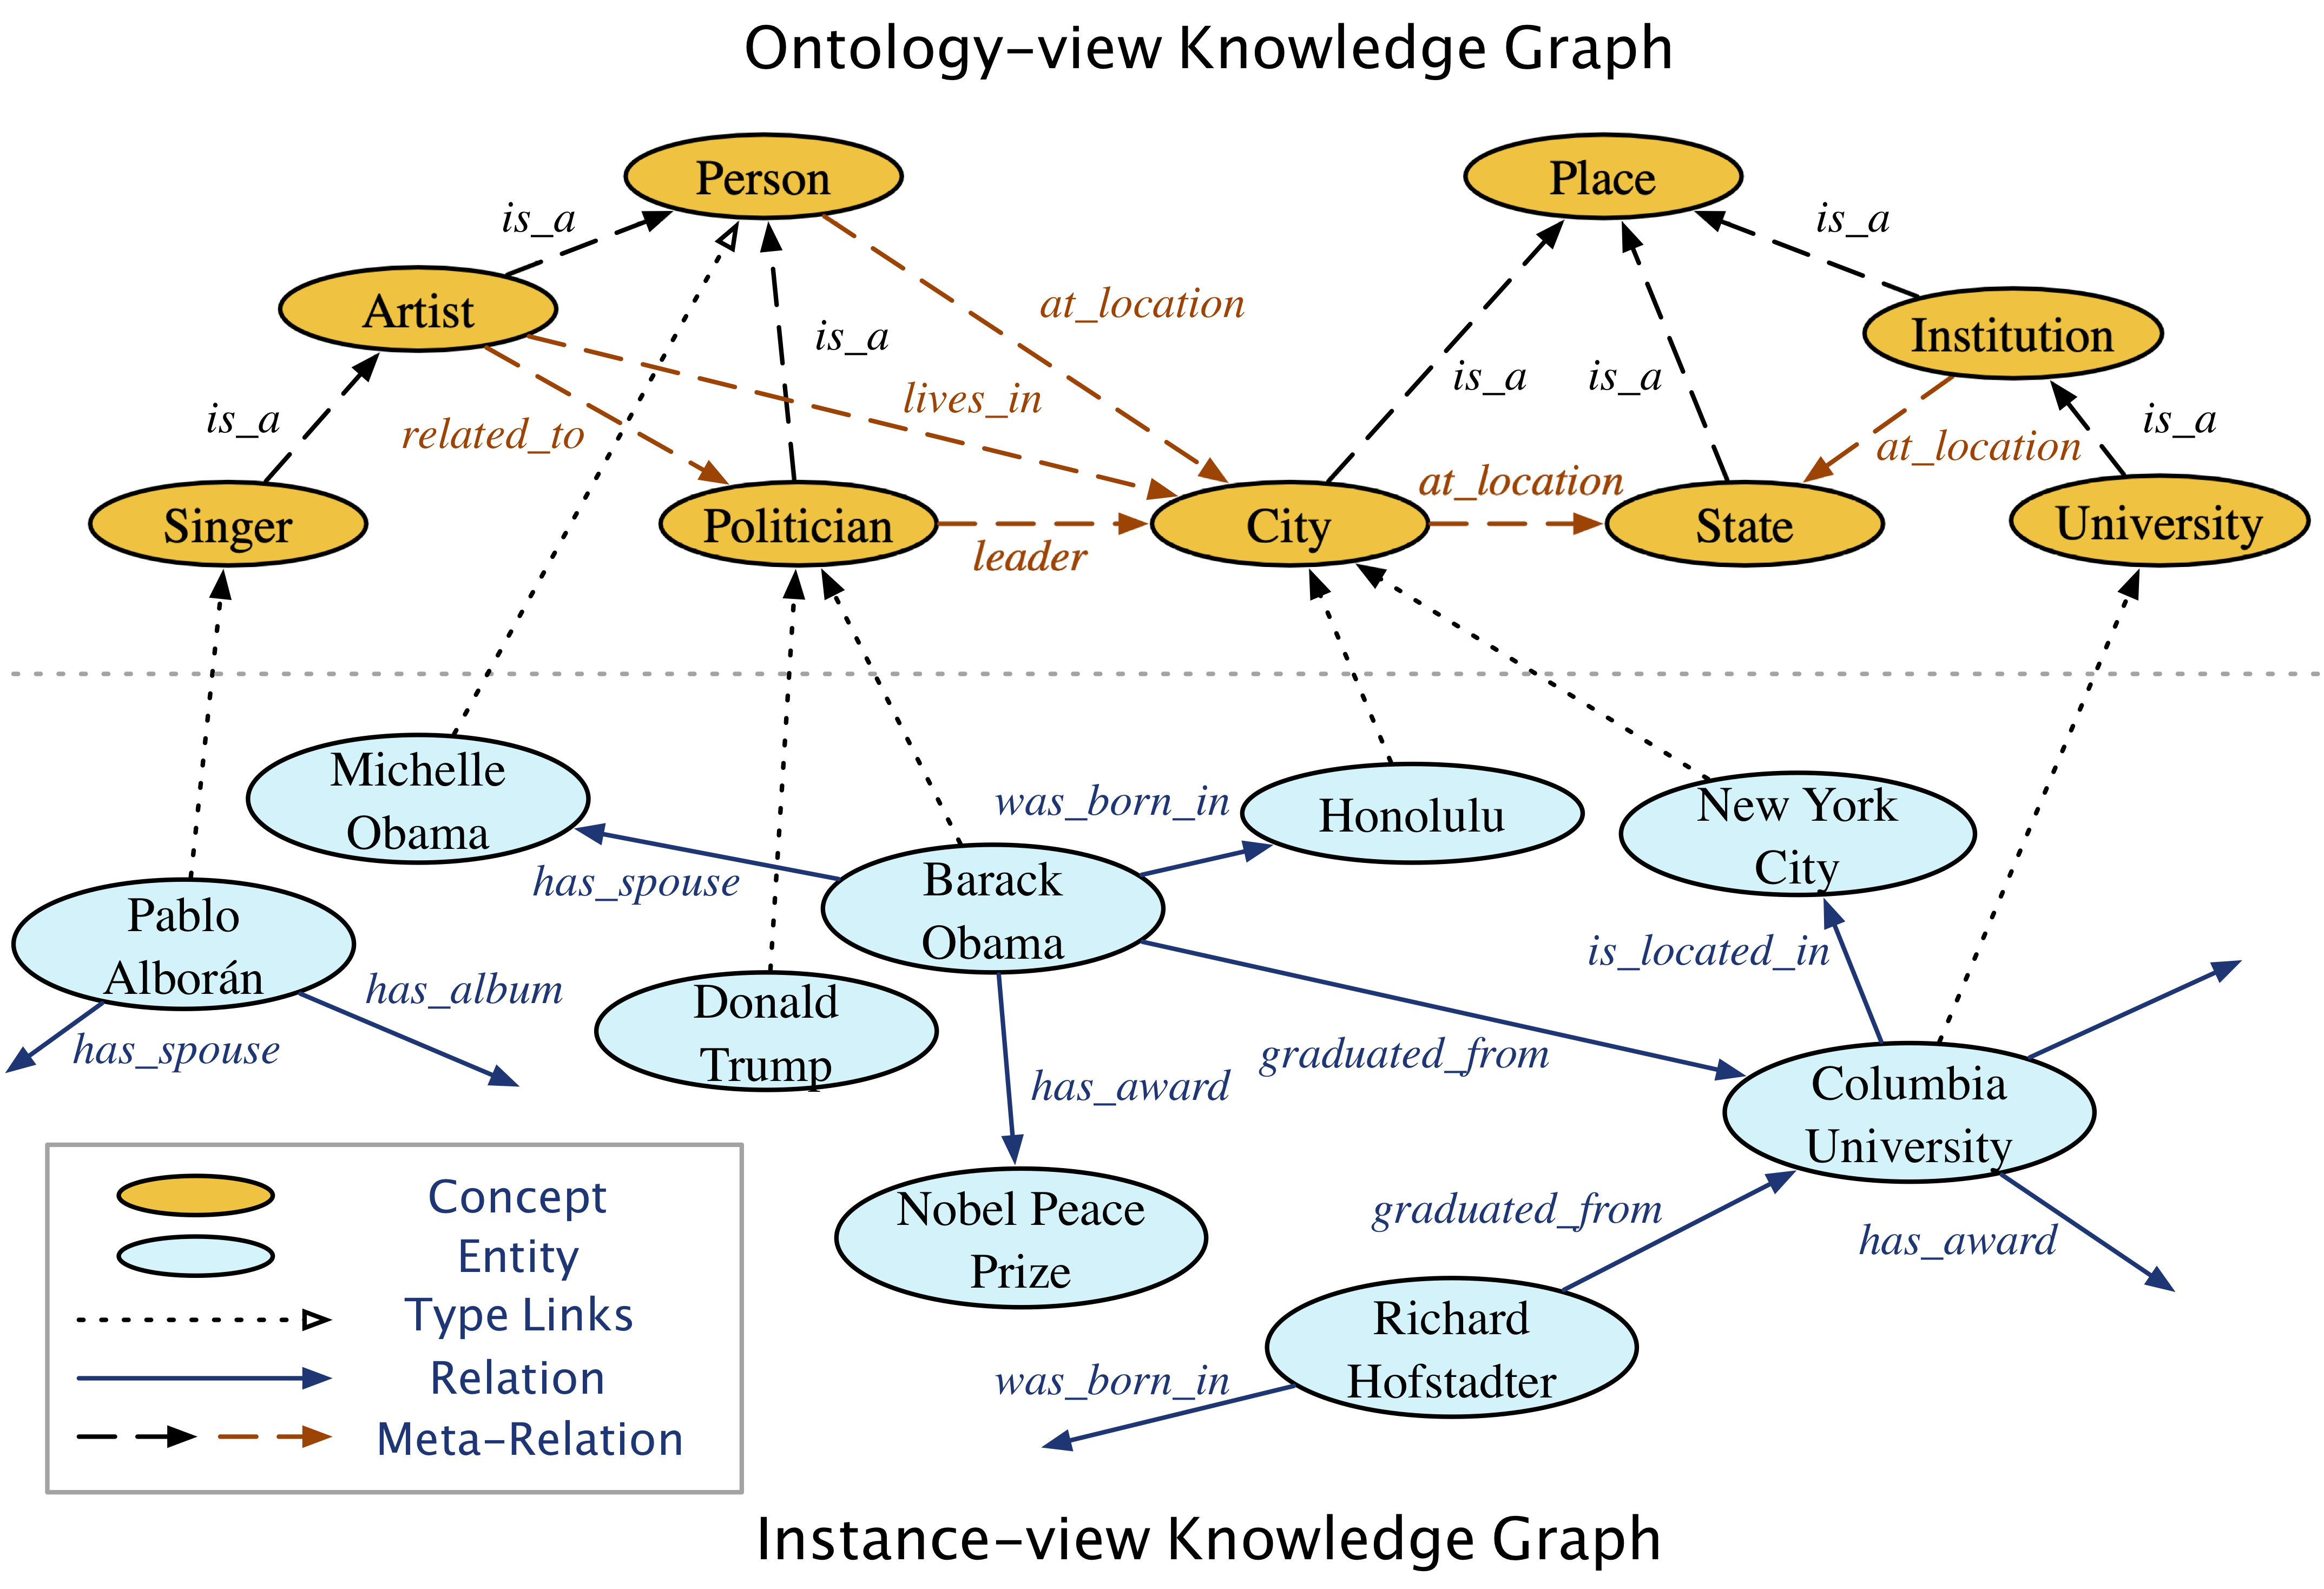 Ontology-view Knowledge Graph
Person
Place
is_a
is_a
Artist
at_location
Institution
is_a
is_a
is_a
lives_in
is_a
related_to
is_a
at_location
at_location
Singer
Politician
leader
City
State
University
Michelle
Obama
was_born_in
Honolulu
New York
City
has_spouse
Barack
Obama
Pablo
Alborán
is_located_in
has_album
Donald
Trump
has_spouse
graduated_from
has_award
Columbia
University
Nobel Peace
Prize
graduated_from
has_award
Richard
Hofstadter
was_born_in
Concept
Entity
Type Links
Relation
Meta-Relation
Instance-view Knowledge Graph